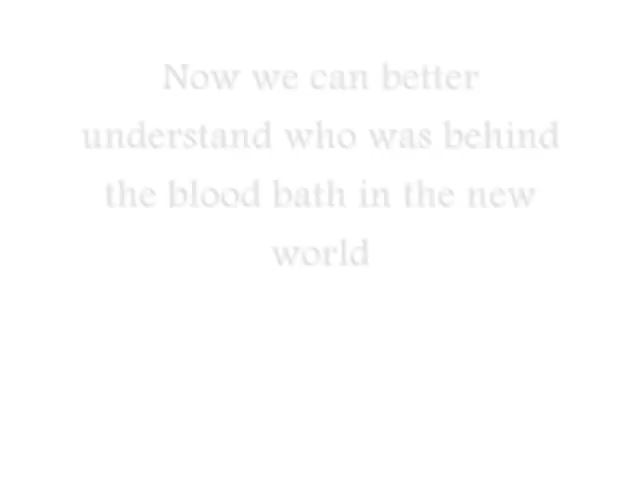 Now we can better
understand who was behind
the blood bath in the new
world